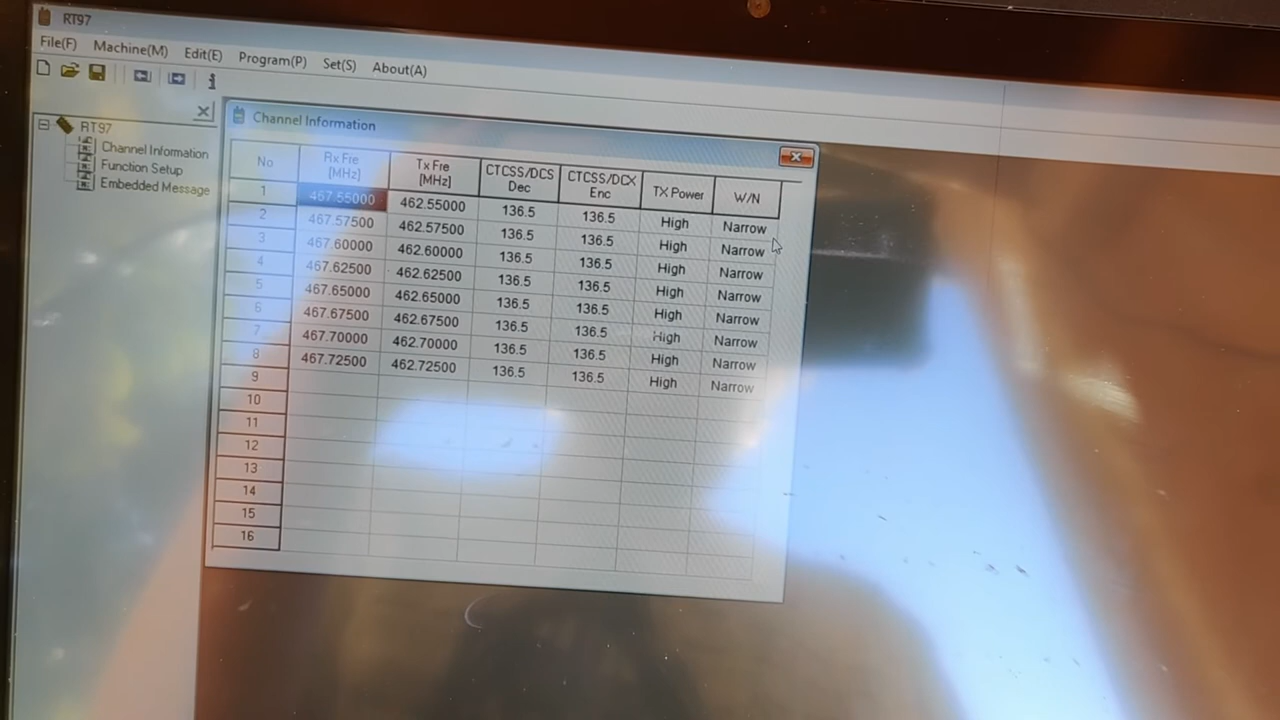 RT97
File(F) Machine(M) Edit(E) Program(P) Set(S) About(A)
RT97
Channel Information
Function Setup
Embedded Message
Channel Information
No Rx Fre [MHz] Tx Fre [MHz] CTCSS/DCS Dec CTCSS/DCX Enc TX Power W/N
1 467.55000 462.55000 136.5 136.5 High Narrow
2 467.57500 462.57500 136.5 136.5 High Narrow
3 467.60000 462.60000 136.5 136.5 High Narrow
4 467.62500 462.62500 136.5 136.5 High Narrow
5 467.65000 462.65000 136.5 136.5 High Narrow
6 467.67500 462.67500 136.5 136.5 High Narrow
7 467.70000 462.70000 136.5 136.5 High Narrow
8 467.72500 462.72500 136.5 136.5 High Narrow
9
10
11
12
13
14
15
16